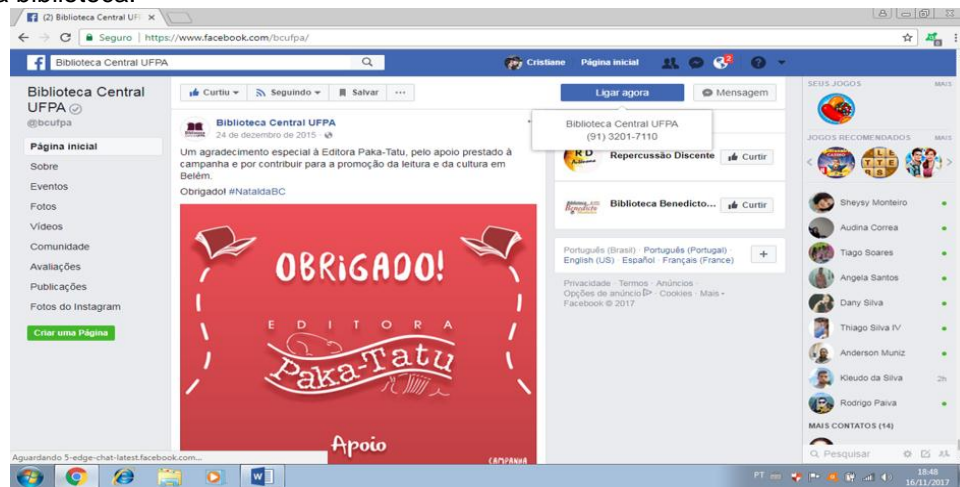 a biblioteca.
(2) Biblioteca Central UF
Seguro | https://www.facebook.com/bcufpa/
Biblioteca Central UFPA
Cristiane Página inicial
2
Biblioteca Central
UFPA
@bcufpa
Página inicial
Sobre
Eventos
Fotos
Vídeos
Comunidade
Avaliações
Publicações
Fotos do Instagram
Criar uma Página
Curtiu Seguindo Salvar ...
Biblioteca Central UFPA
24 de dezembro de 2015 ·
Um agradecimento especial à Editora Paka-Tatu, pelo apoio prestado à
campanha e por contribuir para a promoção da leitura e da cultura em
Belém.
Obrigado! #NataldaBC
OBRiGADO!
EDITORA
Paka-Tatu
Apoio
CAMPANHA
Ligar agora Mensagem
Biblioteca Central UFPA
(91) 3201-7110
RD
Repercussão Discente Curtir
Biblioteca Benedicto... Curtir
Português (Brasil) · Português (Portugal) ·
English (US) · Español · Français (France) +
Privacidade · Termos · Anúncios ·
Opções de anúncio · Cookies · Mais
Facebook © 2017
SEUS JOGOS MAIS
JOGOS RECOMENDADOS MAIS
Sheysy Monteiro
Audina Correa
Tiago Soares
Angela Santos
Dany Silva
Thiago Silva IV
Anderson Muniz
Kleudo da Silva 2h
Rodrigo Paiva
MAIS CONTATOS (14)
Pesquisar
Aguardando 5-edge-chat-latest.facebook.com...
PT
18:48
16/11/2017